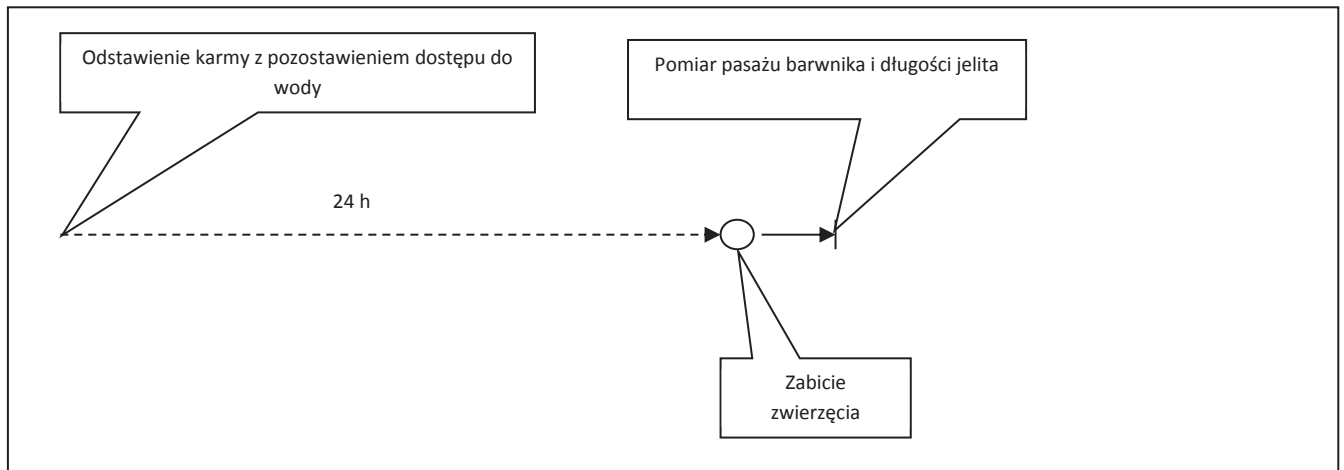 Odstawienie karmy z pozostawieniem dostępu do
wody
Pomiar pasażu barwnika i długości jelita
24 h
Zabicie
zwierzęcia